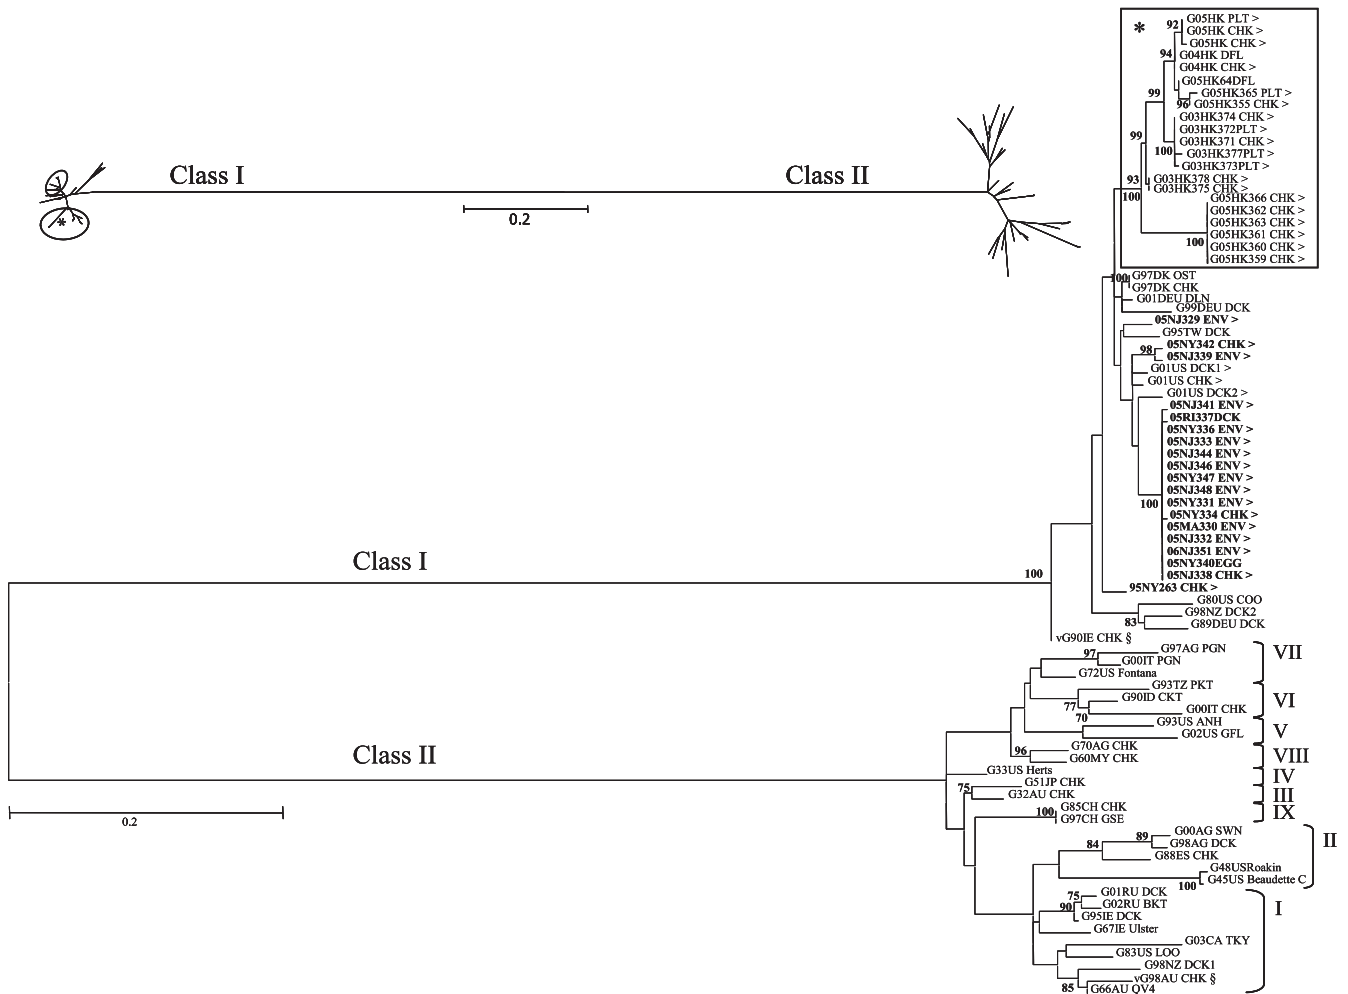 *
92
G05HK PLT >
G05HK CHK >
G05HK CHK >
94
G04HK DFL
G04HK CHK >
G05HK64DFL
99
G05HK365 PLT >
96
G05HK355 CHK >
G03HK374 CHK >
G03HK372PLT >
99
G03HK371 CHK >
100
G03HK377PLT >
G03HK373PLT >
93
G03HK378 CHK >
G03HK375 CHK >
100
G05HK366 CHK >
G05HK362 CHK >
G05HK363 CHK >
G05HK361 CHK >
100
G05HK360 CHK >
G05HK359 CHK >
Class I
Class II
0.2
*
100
G97DK OST
G97DK CHK
G01DEU DLN
G99DEU DCK
05NJ329 ENV >
G95TW DCK
05NY342 CHK >
98
05NJ339 ENV >
G01US DCK1 >
G01US CHK >
G01US DCK2 >
05NJ341 ENV >
05RI337DCK
05NY336 ENV >
05NJ333 ENV >
05NJ344 ENV >
05NJ346 ENV >
05NY347 ENV >
05NJ348 ENV >
100
05NY331 ENV >
05NY334 CHK >
05MA330 ENV >
05NJ332 ENV >
06NJ351 ENV >
05NY340EGG
05NJ338 CHK >
Class I
100
95NY263 CHK >
G80US COO
G98NZ DCK2
83
G89DEU DCK
vG90IE CHK §
97
G97AG PGN
G00IT PGN
G72US Fontana
VII
G93TZ PKT
G90ID CKT
77
70
G00IT CHK
VI
G93US ANH
G02US GFL
V
Class II
96
G70AG CHK
G60MY CHK
VIII
G33US Herts
IV
75
G51JP CHK
G32AU CHK
III
100
G85CH CHK
G97CH GSE
IX
0.2
G00AG SWN
89
G98AG DCK
84
G88ES CHK
II
G48USRoakin
100
G45US Beaudette C
75
G01RU DCK
90
G02RU BKT
G95IE DCK
G67IE Ulster
I
G03CA TKY
G83US LOO
G98NZ DCK1
vG98AU CHK §
85
G66AU QV4